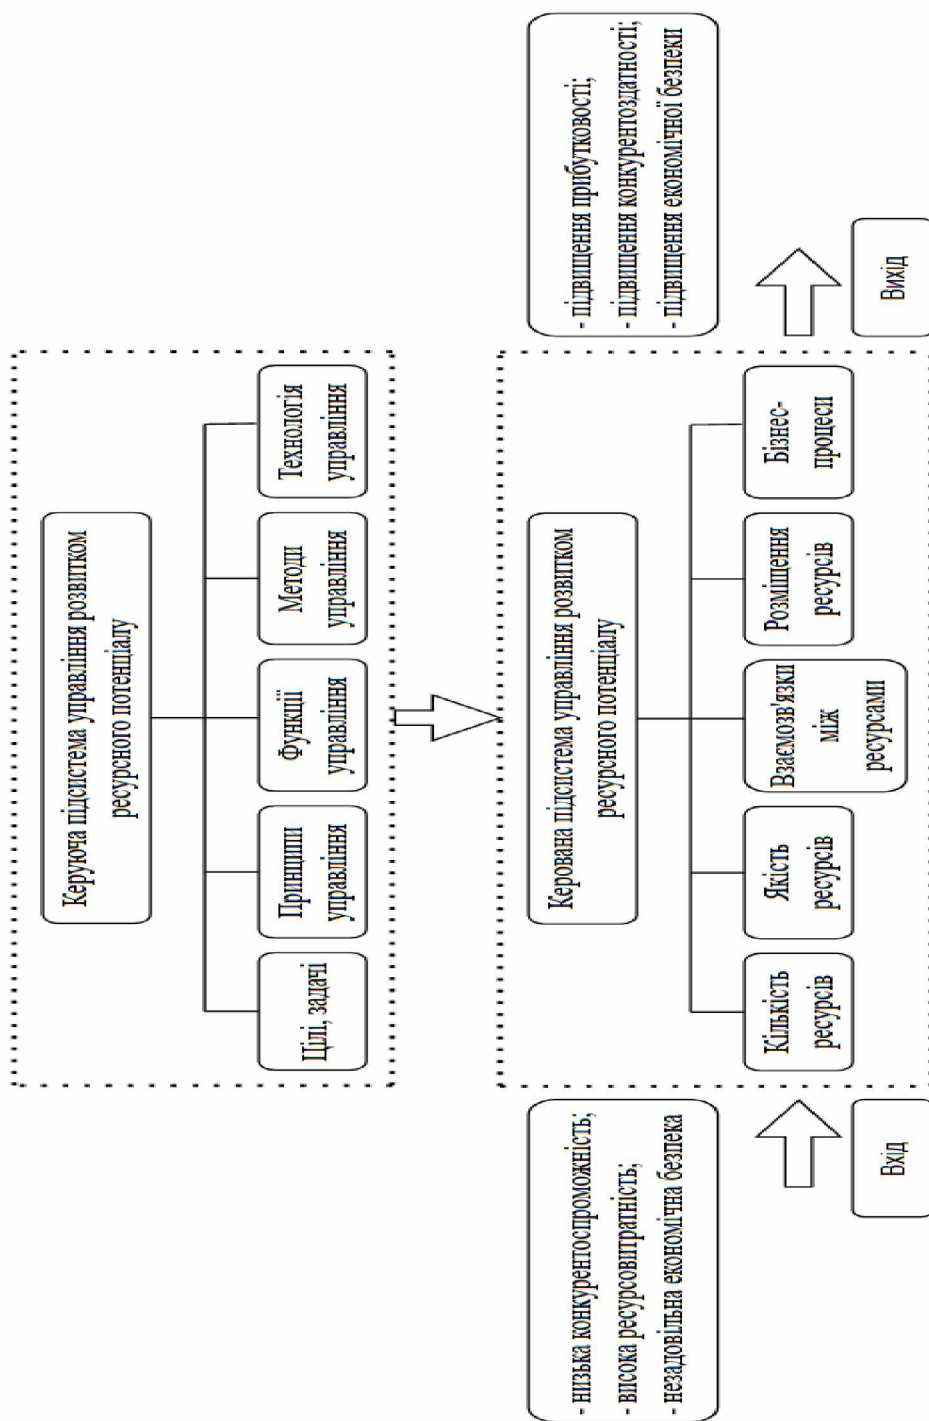 Керуюча підсистема управління розвитком
ресурсного потенціалу
Цілі, задачі
Принципи
управління
Функції
управління
Методи
управління
Технологія
управління
- низька конкурентоспроможність;
- висока ресурсовитратність;
- незадовільна економічна безпека
Вхід
Керована підсистема управління розвитком
ресурсного потенціалу
Кількість
ресурсів
Якість
ресурсів
Взаємозв'язки
між
ресурсами
Розміщення
ресурсів
Бізнес-
процеси
- підвищення прибутковості;
- підвищення конкурентоздатності;
- підвищення економічної безпеки
Вихід